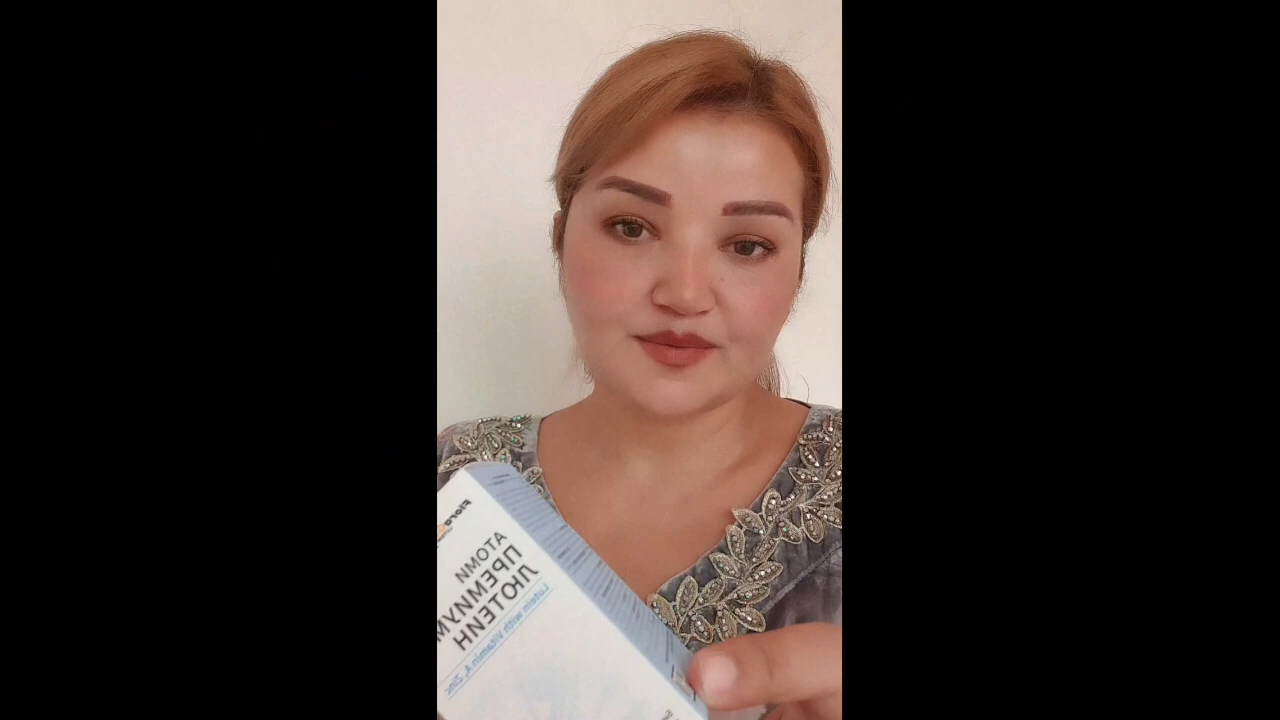 АТОМИ
ПРЕМИУМ
ЛЮТЕИН
Lutein with Vitamin A, Zinc